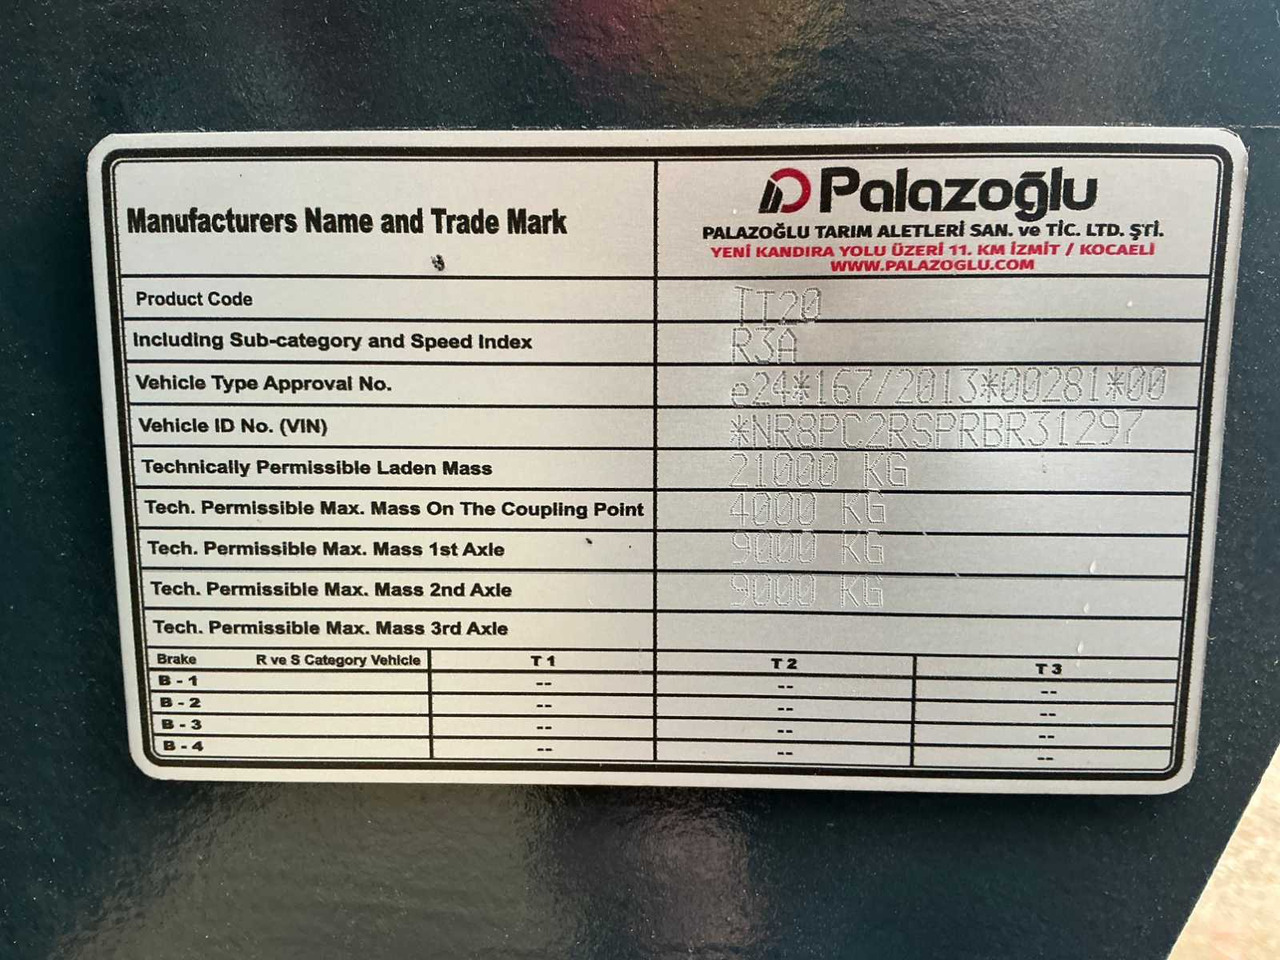 Manufacturers Name and Trade Mark
Palazoğlu
PALAZOĞLU TARIM ALETLERİ SAN. ve TİC. LTD. ŞTİ.
YENİ KANDIRA YOLU ÜZERİ 11. KM İZMİT / KOCAELİ
WWW.PALAZOGLU.COM
Product Code TT20
Including Sub-category and Speed Index R3A
Vehicle Type Approval No. e24*167/2013*00281*00
Vehicle ID No. (VIN) *NR8PC2RSPRBR31297
Technically Permissible Laden Mass 21000 KG
Tech. Permissible Max. Mass On The Coupling Point 4000 KG
Tech. Permissible Max. Mass 1st Axle 9000 KG
Tech. Permissible Max. Mass 2nd Axle 9000 KG
Tech. Permissible Max. Mass 3rd Axle
Brake R ve S Category Vehicle T 1 T 2 T 3
B - 1 -- -- --
B - 2 -- -- --
B - 3 -- -- --
B - 4 -- -- --